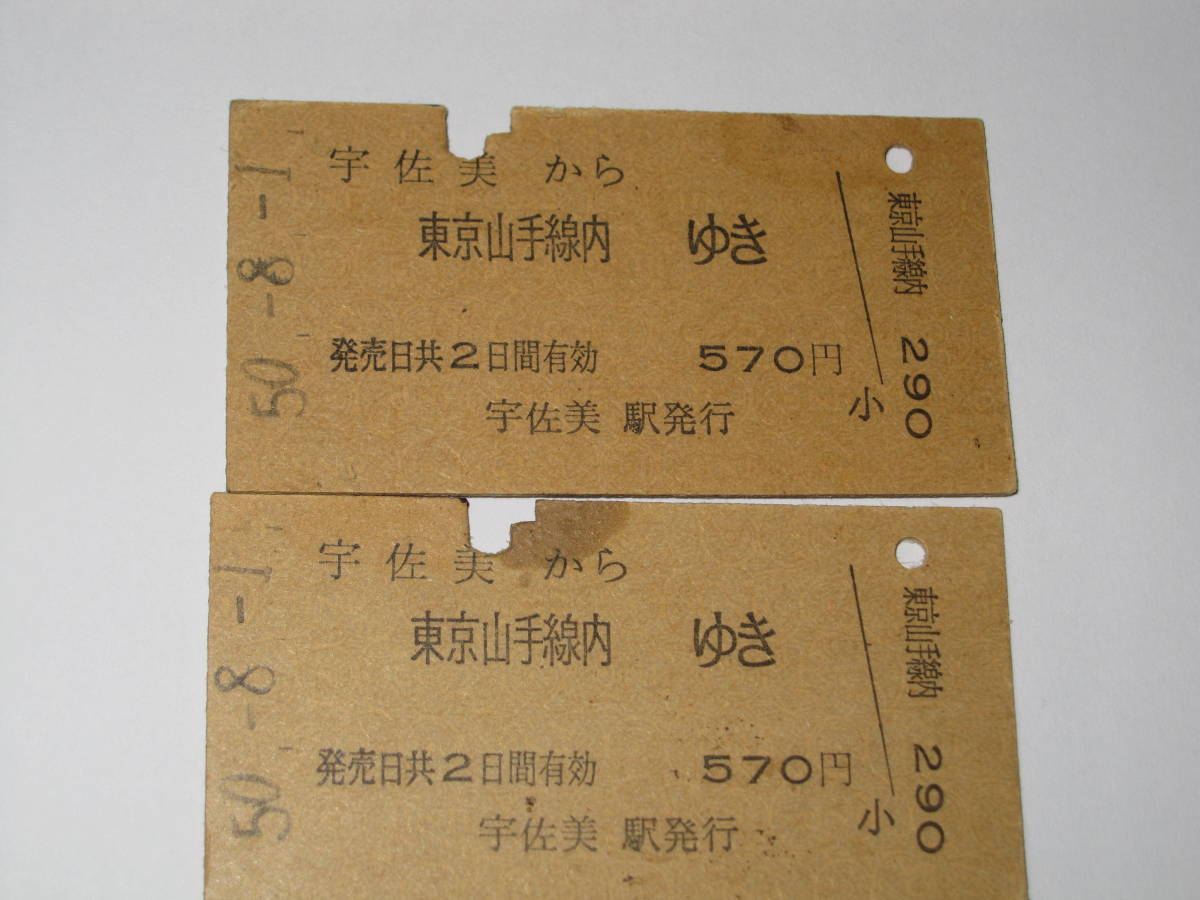 50-8-1
宇佐美 から
東京山手線内 ゆき
発売日共2日間有効 570円
宇佐美 駅発行
小
東京山手線内 290
50-8-1
宇佐美 から
東京山手線内 ゆき
発売日共2日間有効 570円
宇佐美 駅発行
小
東京山手線内 290